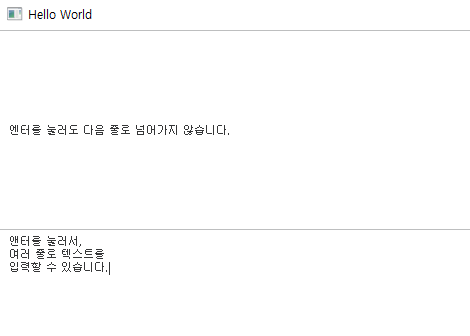 Hello World
엔터를 눌러도 다음 줄로 넘어가지 않습니다.
앤터를 눌러서,
여러 줄로 텍스트를
입력할 수 있습니다.